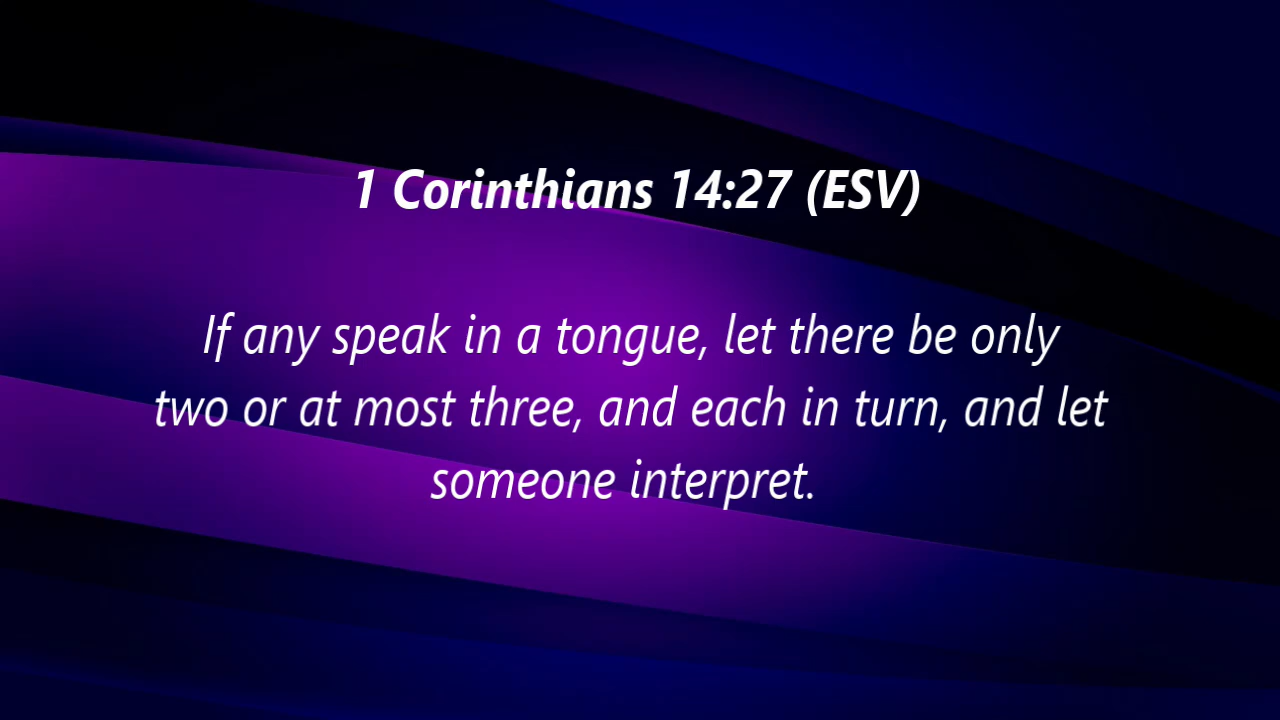 1 Corinthians 14:27 (ESV)
If any speak in a tongue, let there be only
two or at most three, and each in turn, and let
someone interpret.